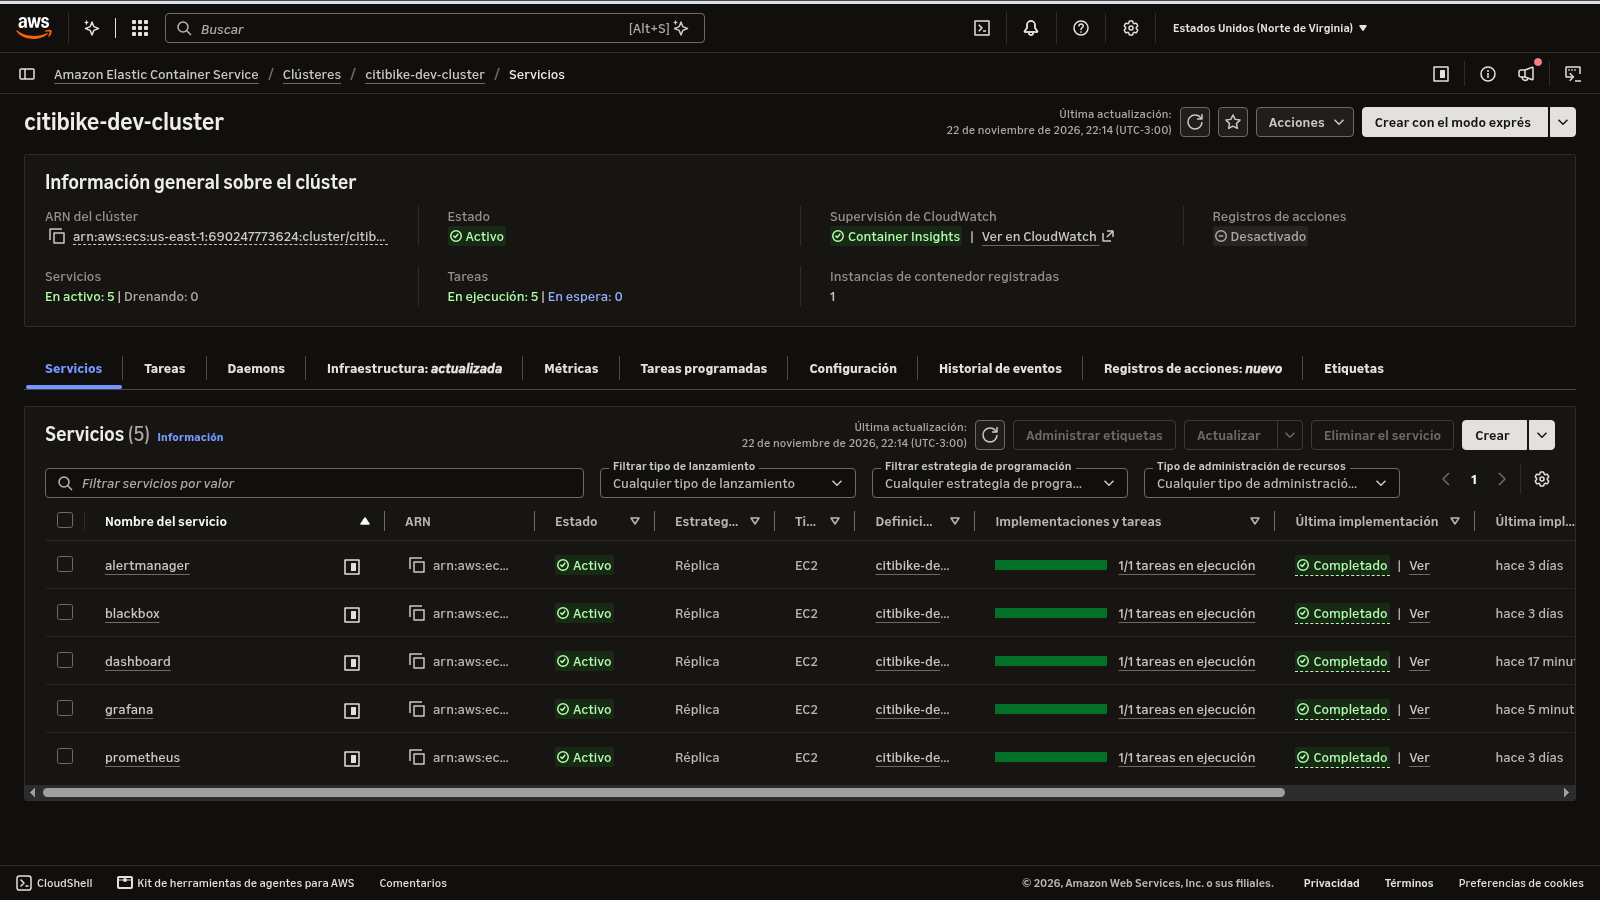 aws
Buscar
[Alt+S]
Estados Unidos (Norte de Virginia)
Amazon Elastic Container Service / Clústeres / citibike-dev-cluster / Servicios
citibike-dev-cluster
Última actualización:
22 de noviembre de 2026, 22:14 (UTC-3:00)
Acciones
Crear con el modo exprés
Información general sobre el clúster
ARN del clúster
arn:aws:ecs:us-east-1:690247773624:cluster/citib...
Estado
Activo
Supervisión de CloudWatch
Container Insights | Ver en CloudWatch
Registros de acciones
Desactivado
Servicios
En activo: 5 | Drenando: 0
Tareas
En ejecución: 5 | En espera: 0
Instancias de contenedor registradas
1
Servicios
Tareas
Daemons
Infraestructura: actualizada
Métricas
Tareas programadas
Configuración
Historial de eventos
Registros de acciones: nuevo
Etiquetas
Servicios (5) Información
Última actualización:
22 de noviembre de 2026, 22:14 (UTC-3:00)
Administrar etiquetas
Actualizar
Eliminar el servicio
Crear
Filtrar servicios por valor
Filtrar tipo de lanzamiento
Cualquier tipo de lanzamiento
Filtrar estrategia de programación
Cualquier estrategia de progra...
Tipo de administración de recursos
Cualquier tipo de administració...
1
Nombre del servicio ARN Estado Estrateg... Ti... Definici... Implementaciones y tareas Última implementación Última impl...
alertmanager arn:aws:ec... Activo Réplica EC2 citibike-de... 1/1 tareas en ejecución Completado | Ver hace 3 días
blackbox arn:aws:ec... Activo Réplica EC2 citibike-de... 1/1 tareas en ejecución Completado | Ver hace 3 días
dashboard arn:aws:ec... Activo Réplica EC2 citibike-de... 1/1 tareas en ejecución Completado | Ver hace 17 minu
grafana arn:aws:ec... Activo Réplica EC2 citibike-de... 1/1 tareas en ejecución Completado | Ver hace 5 minut
prometheus arn:aws:ec... Activo Réplica EC2 citibike-de... 1/1 tareas en ejecución Completado | Ver hace 3 días
CloudShell
Kit de herramientas de agentes para AWS
Comentarios
© 2026, Amazon Web Services, Inc. o sus filiales.
Privacidad
Términos
Preferencias de cookies